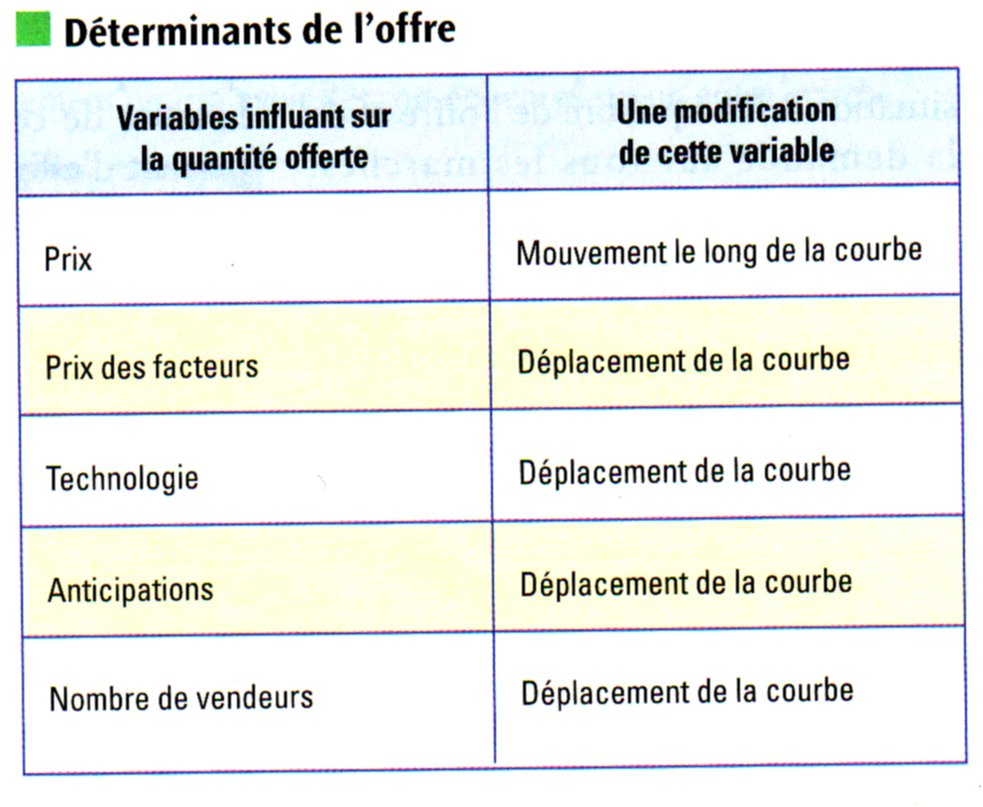 Déterminants de l'offre
Variables influant sur
la quantité offerte
Une modification
de cette variable
Prix
Mouvement le long de la courbe
Prix des facteurs
Déplacement de la courbe
Technologie
Déplacement de la courbe
Anticipations
Déplacement de la courbe
Nombre de vendeurs
Déplacement de la courbe